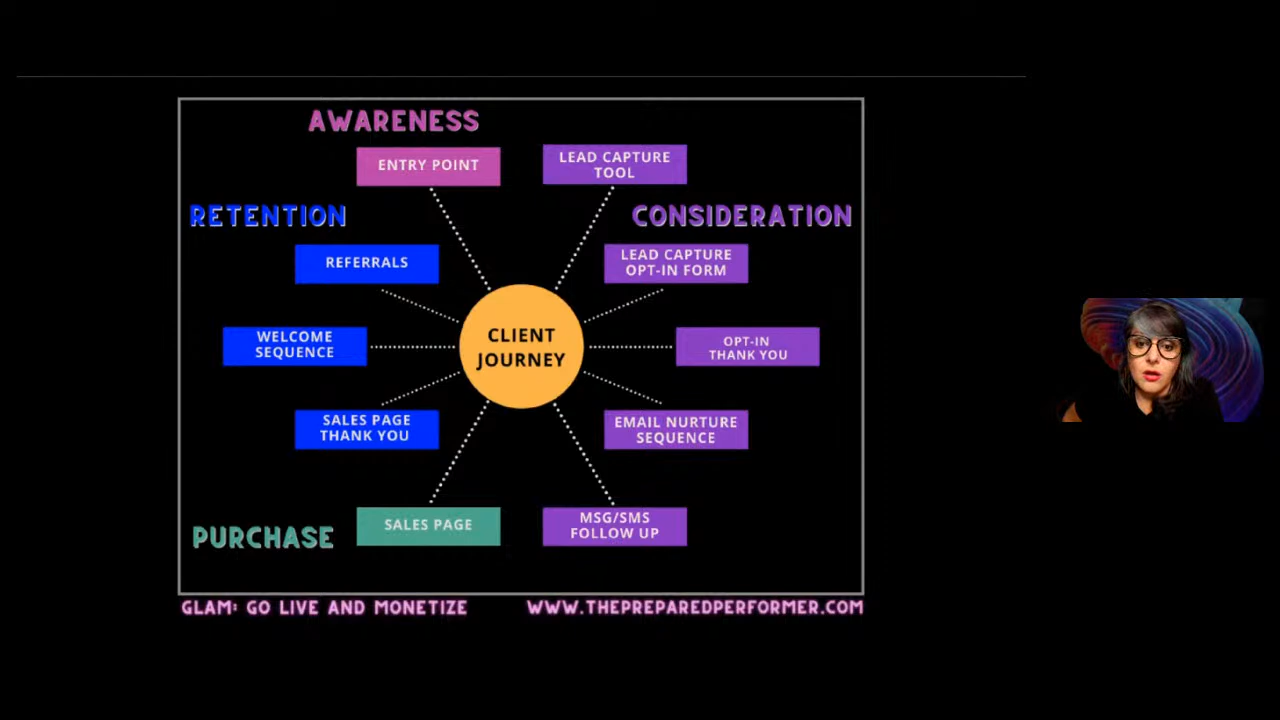 AWARENESS
ENTRY POINT
LEAD CAPTURE
TOOL
RETENTION
CONSIDERATION
REFERRALS
LEAD CAPTURE
OPT-IN FORM
WELCOME
SEQUENCE
CLIENT
JOURNEY
OPT-IN
THANK YOU
SALES PAGE
THANK YOU
EMAIL NURTURE
SEQUENCE
PURCHASE
SALES PAGE
MSG/SMS
FOLLOW UP
GLAM: GO LIVE AND MONETIZE
WWW.THEPREPAREDPERFORMER.COM